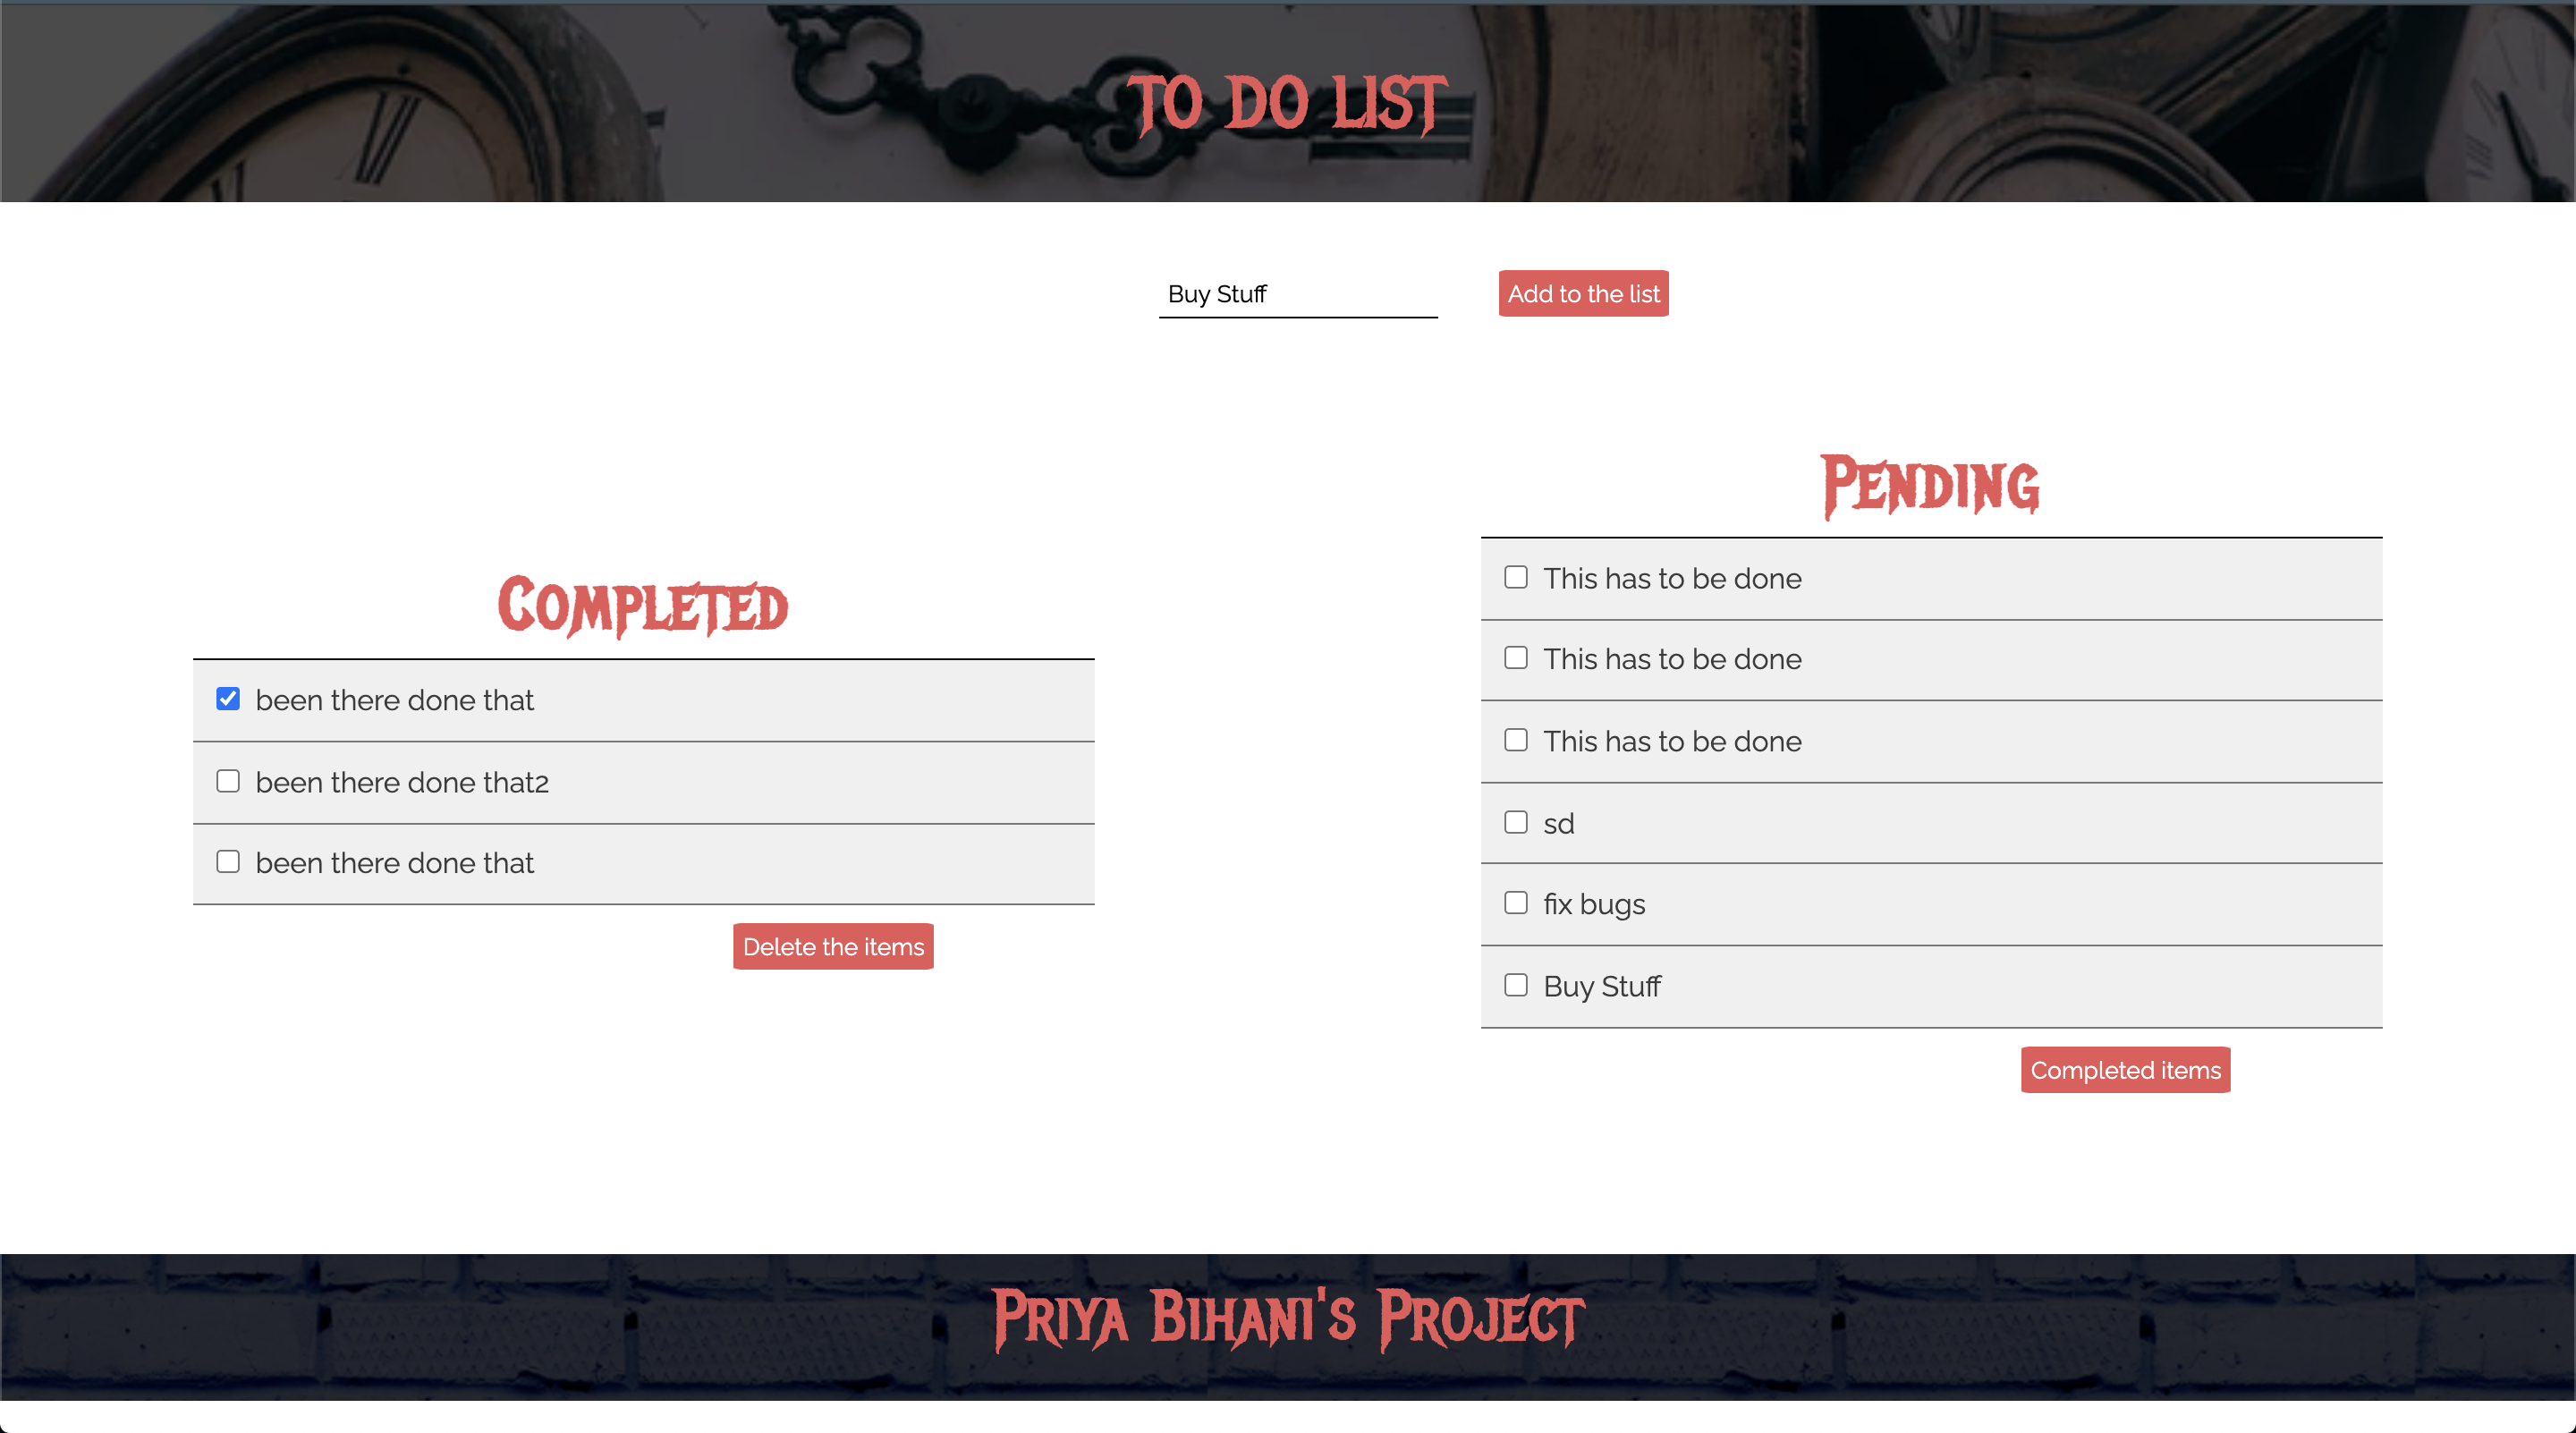 TO DO LIST
Buy Stuff
Add to the list
Completed
been there done that
been there done that2
been there done that
Delete the items
Pending
This has to be done
This has to be done
This has to be done
sd
fix bugs
Buy Stuff
Completed items
Priya Bihani's Project